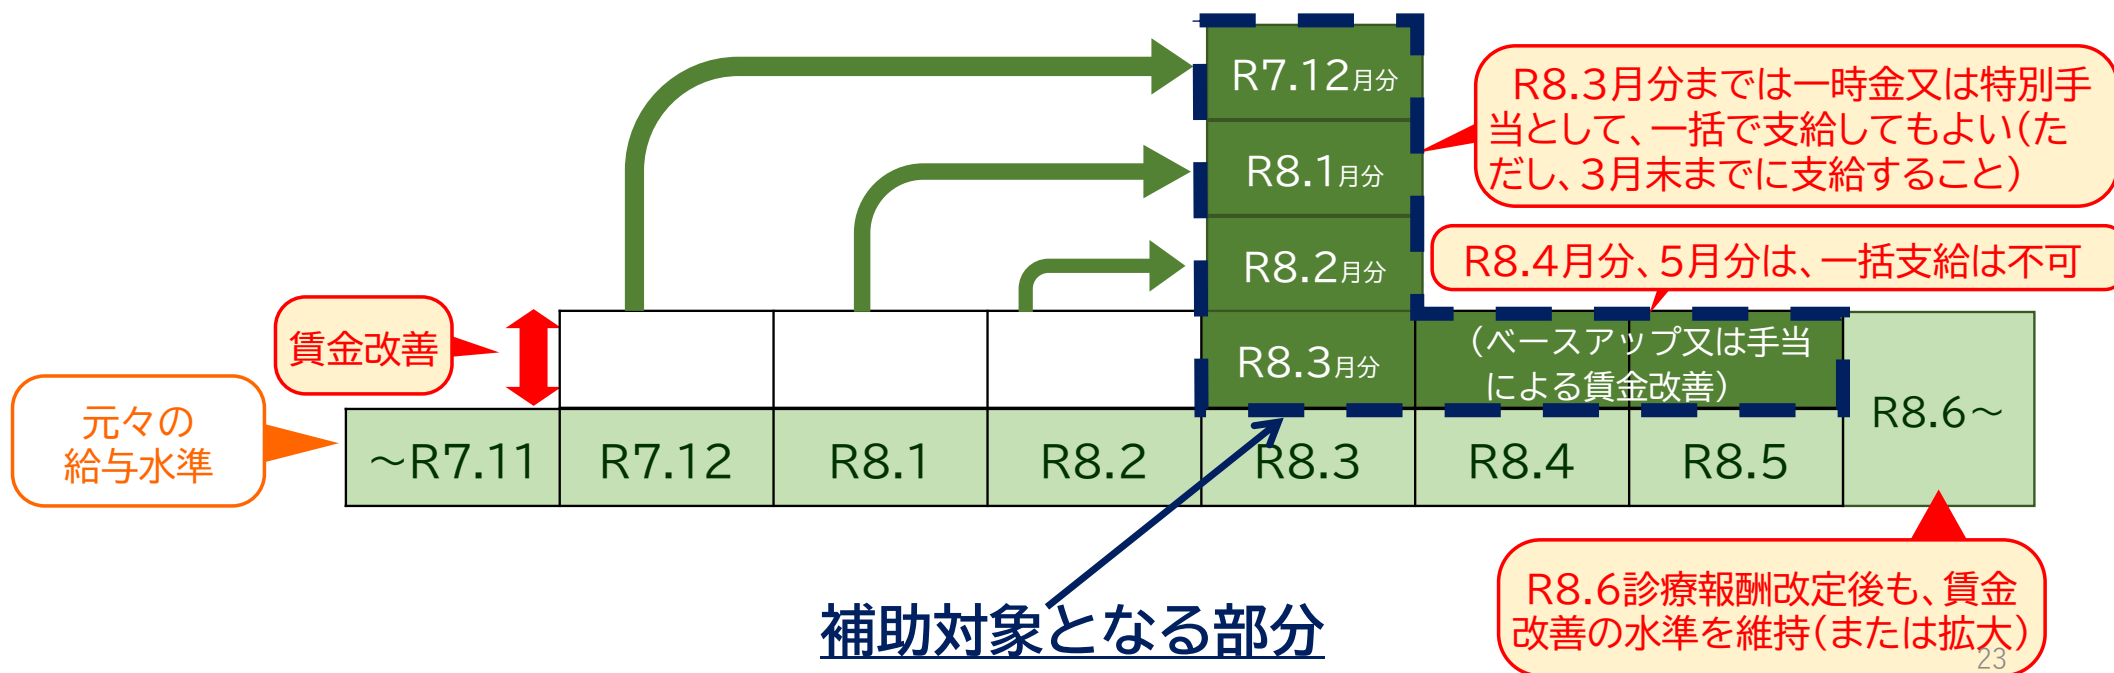 R7.12月分
R8.1月分
R8.2月分
R8.3月分
R8.3月分までは一時金又は特別手
当として、一括で支給してもよい(た
だし、3月末までに支給すること)
R8.4月分、5月分は、一括支給は不可
(ベースアップ又は手当
による賃金改善)
賃金改善
元々の
給与水準
～R7.11
R7.12
R8.1
R8.2
R8.3
R8.4
R8.5
R8.6～
補助対象となる部分
R8.6診療報酬改定後も、賃金
改善の水準を維持(または拡大)
23